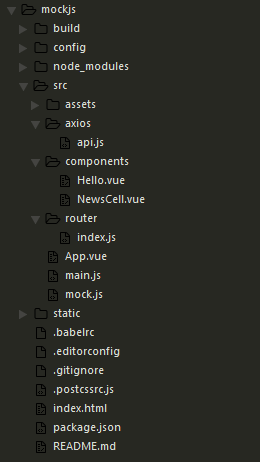 mockjs
build
config
node_modules
src
assets
axios
api.js
components
Hello.vue
NewsCell.vue
router
index.js
App.vue
main.js
mock.js
static
.babelrc
.editorconfig
.gitignore
.postcssrc.js
index.html
package.json
README.md